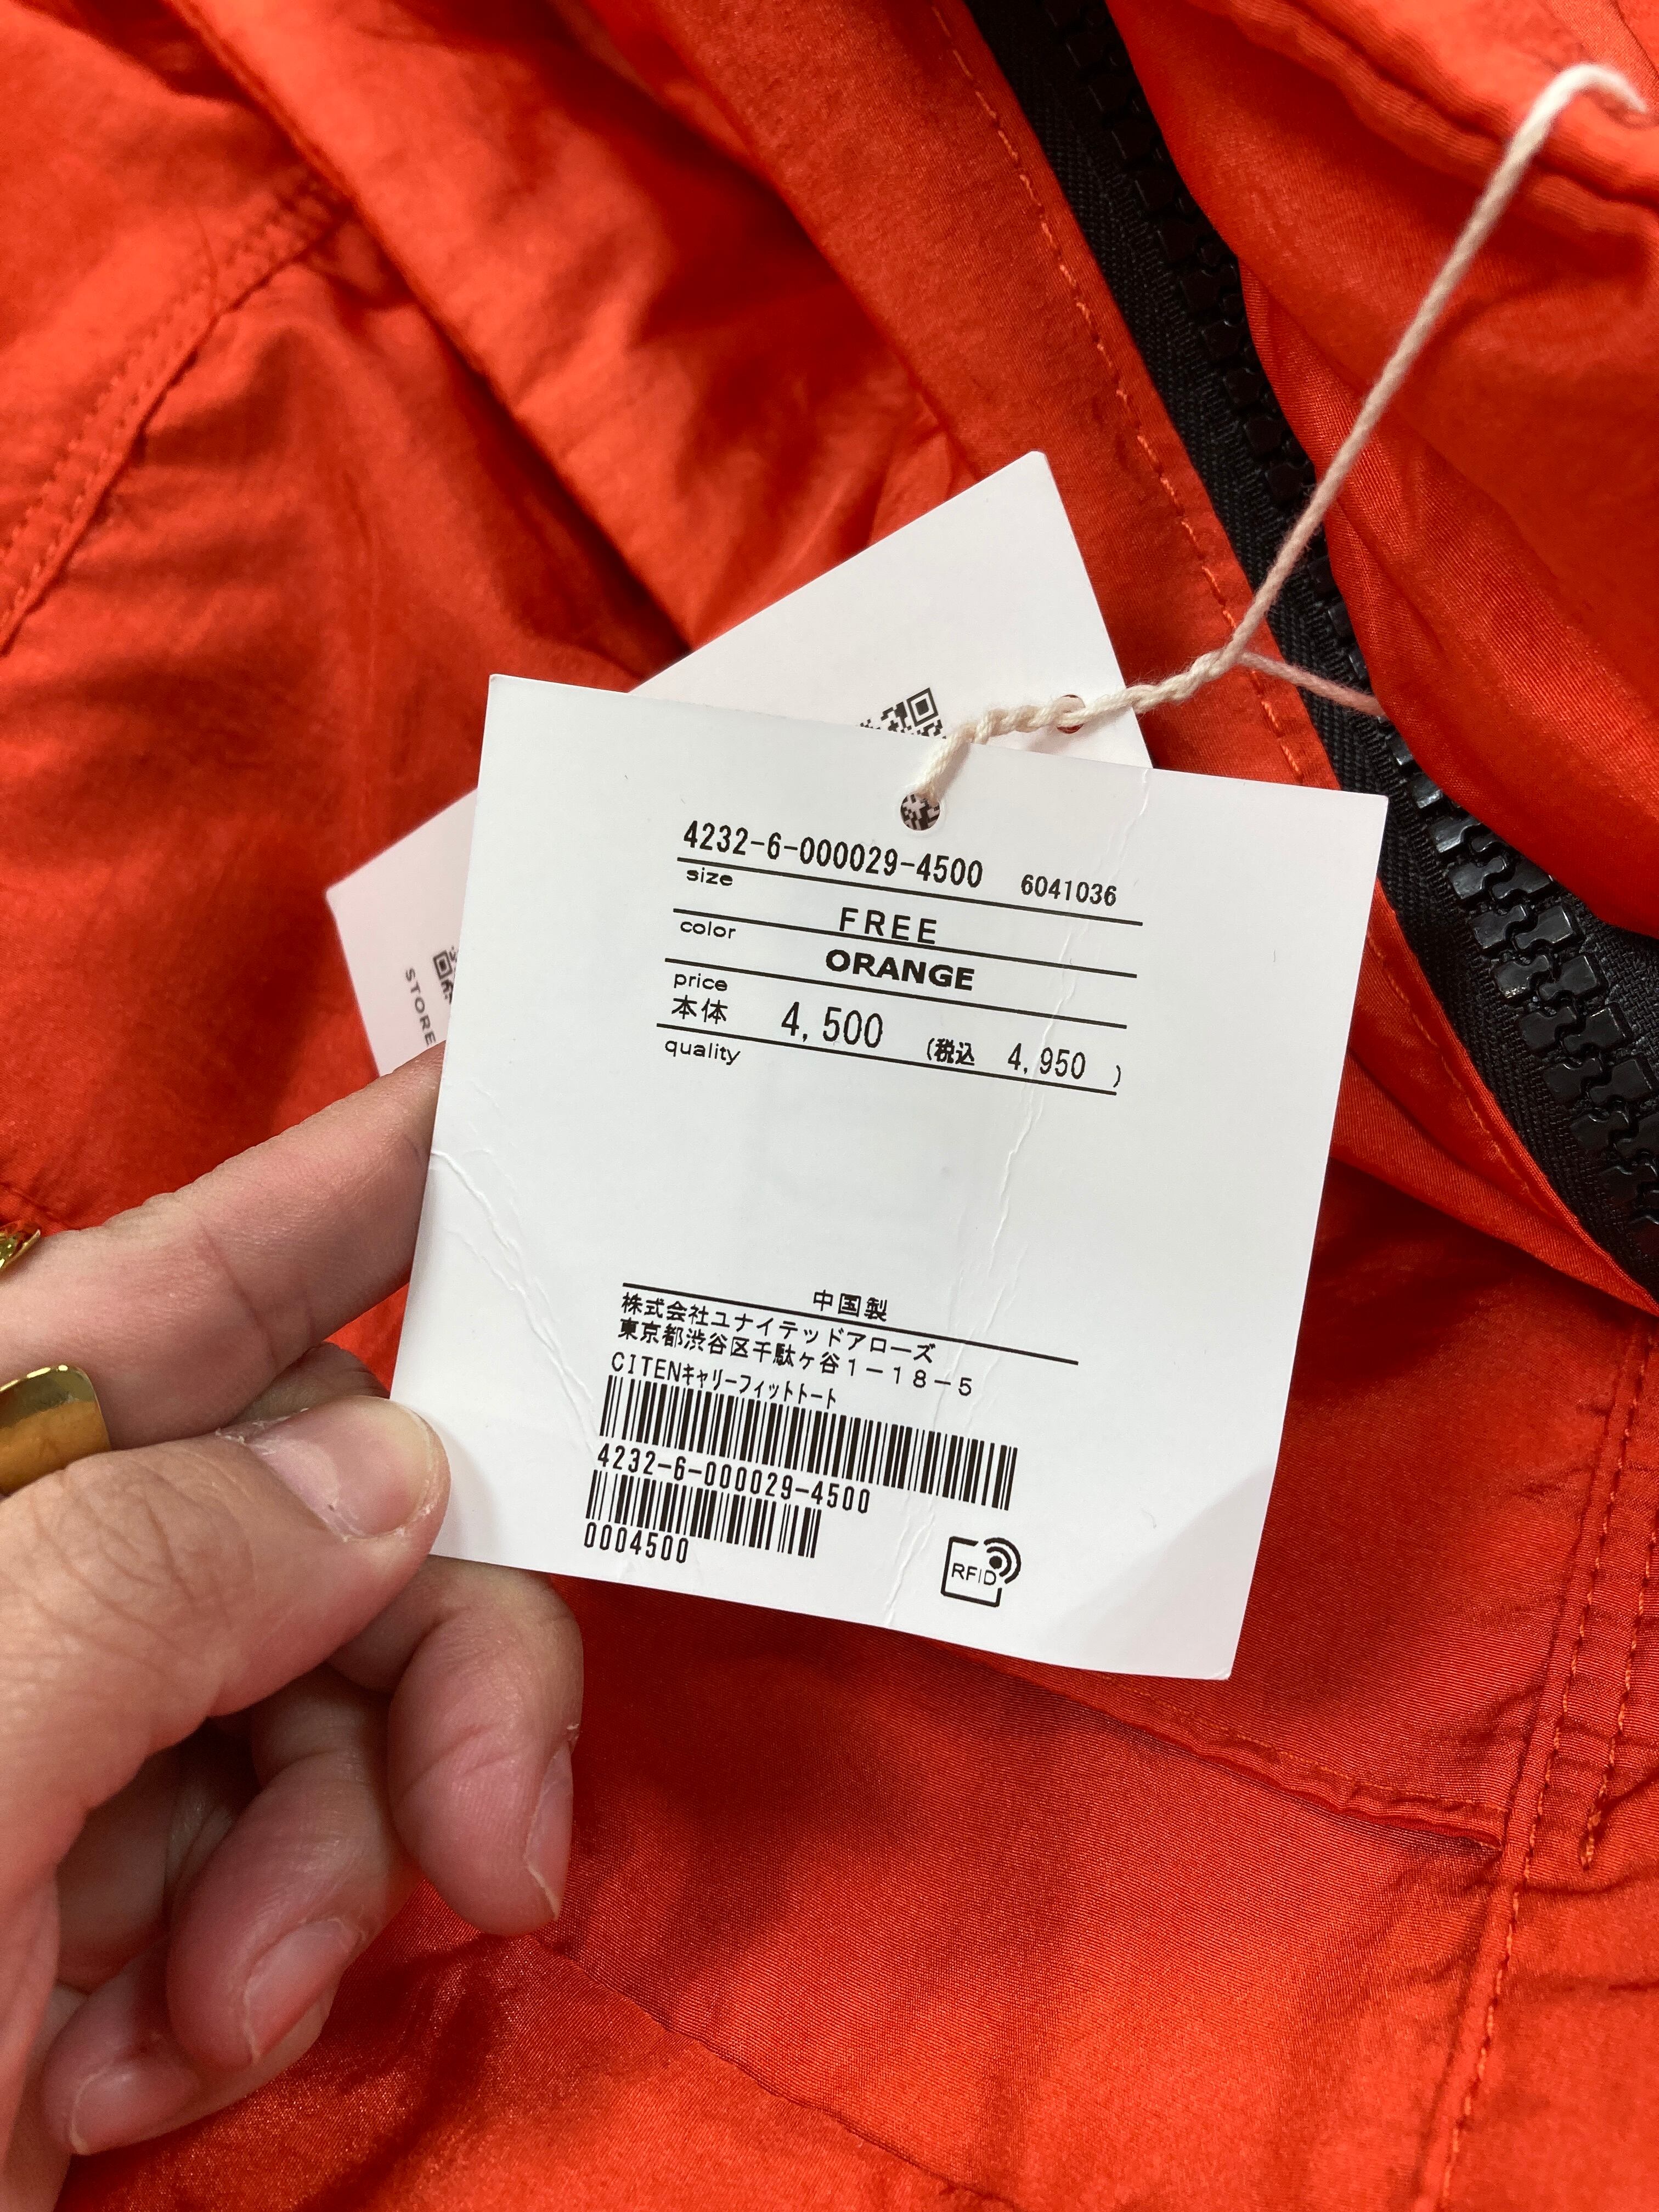 4232-6-000029-4500 6041036
size
FREE
color
ORANGE
price
本体 4,500 (税込 4,950 )
quality
中国製
株式会社ユナイテッドアローズ
東京都渋谷区千駄ヶ谷1-18-5
CITENキャリーフィットトート
4232-6-000029-4500
0004500
RFID
STORE